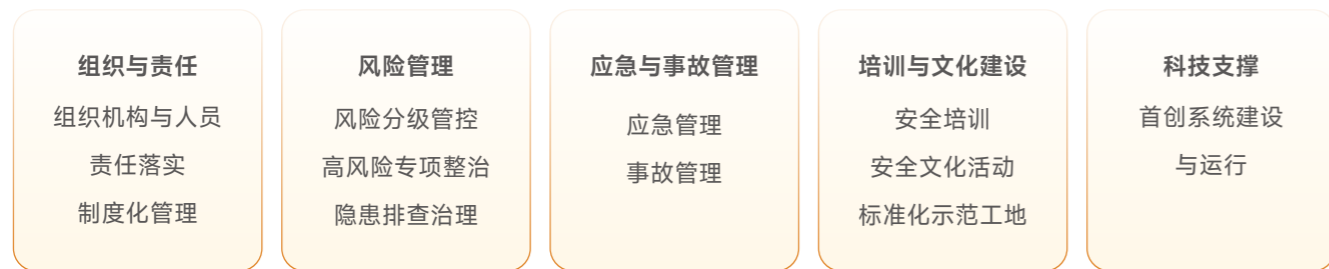 组织与责任
组织机构与人员
责任落实
制度化管理
风险管理
风险分级管控
高风险专项整治
隐患排查治理
应急与事故管理
应急管理
事故管理
培训与文化建设
安全培训
安全文化活动
标准化示范工地
科技支撑
首创系统建设
与运行